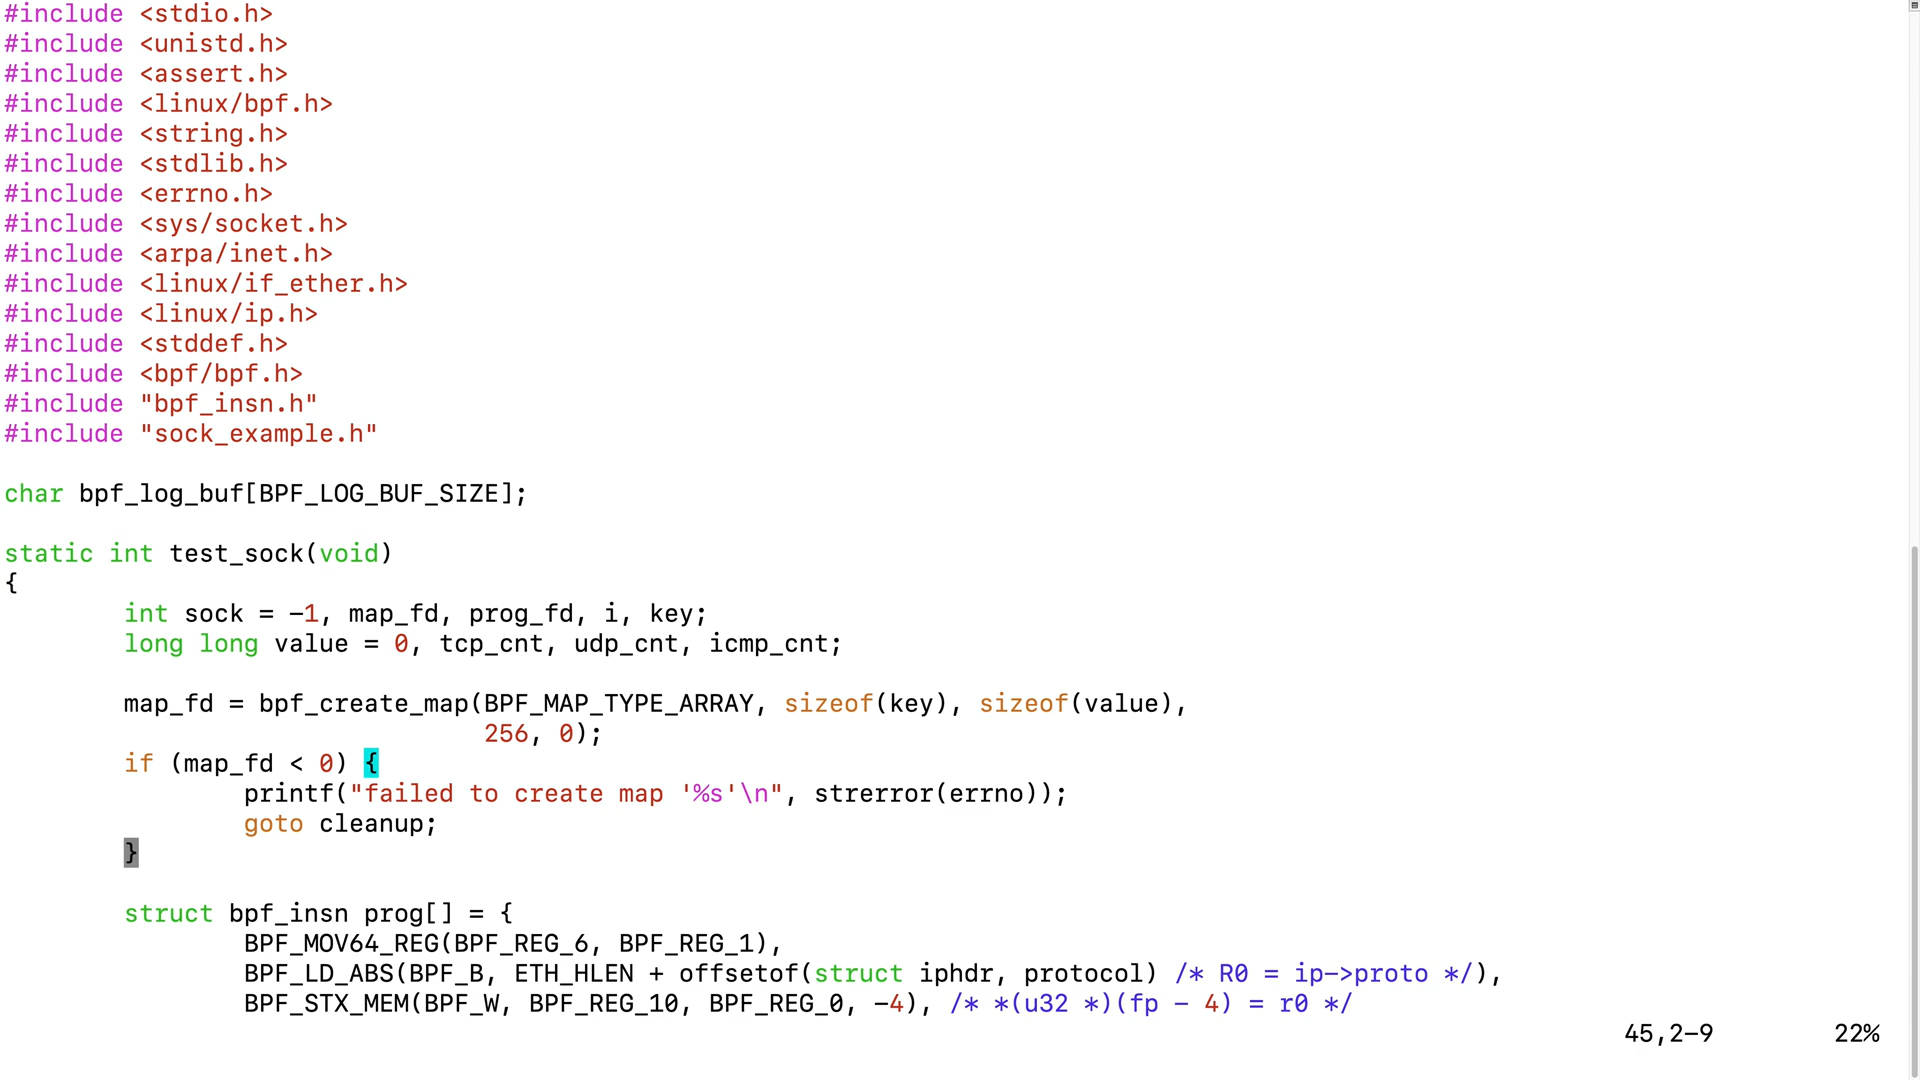 #include <stdio.h>
#include <unistd.h>
#include <assert.h>
#include <linux/bpf.h>
#include <string.h>
#include <stdlib.h>
#include <errno.h>
#include <sys/socket.h>
#include <arpa/inet.h>
#include <linux/if_ether.h>
#include <linux/ip.h>
#include <stddef.h>
#include <bpf/bpf.h>
#include "bpf_insn.h"
#include "sock_example.h"

char bpf_log_buf[BPF_LOG_BUF_SIZE];

static int test_sock(void)
{
        int sock = -1, map_fd, prog_fd, i, key;
        long long value = 0, tcp_cnt, udp_cnt, icmp_cnt;

        map_fd = bpf_create_map(BPF_MAP_TYPE_ARRAY, sizeof(key), sizeof(value),
                                256, 0);
        if (map_fd < 0) {
                printf("failed to create map '%s'\n", strerror(errno));
                goto cleanup;
        }

        struct bpf_insn prog[] = {
                BPF_MOV64_REG(BPF_REG_6, BPF_REG_1),
                BPF_LD_ABS(BPF_B, ETH_HLEN + offsetof(struct iphdr, protocol) /* R0 = ip->proto */),
                BPF_STX_MEM(BPF_W, BPF_REG_10, BPF_REG_0, -4), /* *(u32 *)(fp - 4) = r0 */
45,2-9 22%